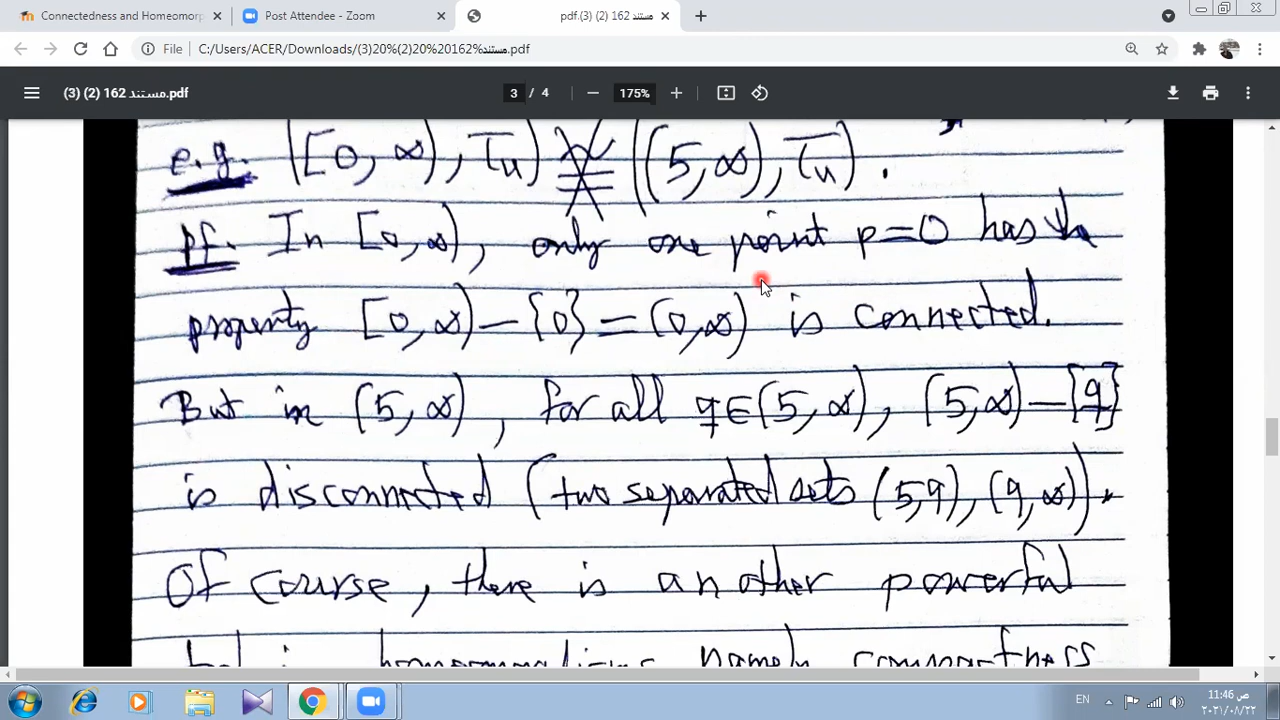 Connectedness and Homeomorp
Post Attendee - Zoom
مستند 162 (2) (3).pdf
File
C:/Users/ACER/Downloads/(3)20%(2)20%20162%مستند.pdf
مستند 162 (2) (3).pdf
3 / 4
175%
e.g. ([0, ∞), τu) ≇ ((5, ∞), τu).
pf. In [0, ∞), only one point p=0 has the
property [0, ∞) — {0} = (0, ∞) is connected.
But in (5, ∞), for all q∈(5, ∞), (5, ∞) — {q}
is disconnected (two separated sets (5,q), (q, ∞)).
Of course, there is another powerful
namely compactness
EN
11:46 ص
٢٠٢١/٠٨/٢٢